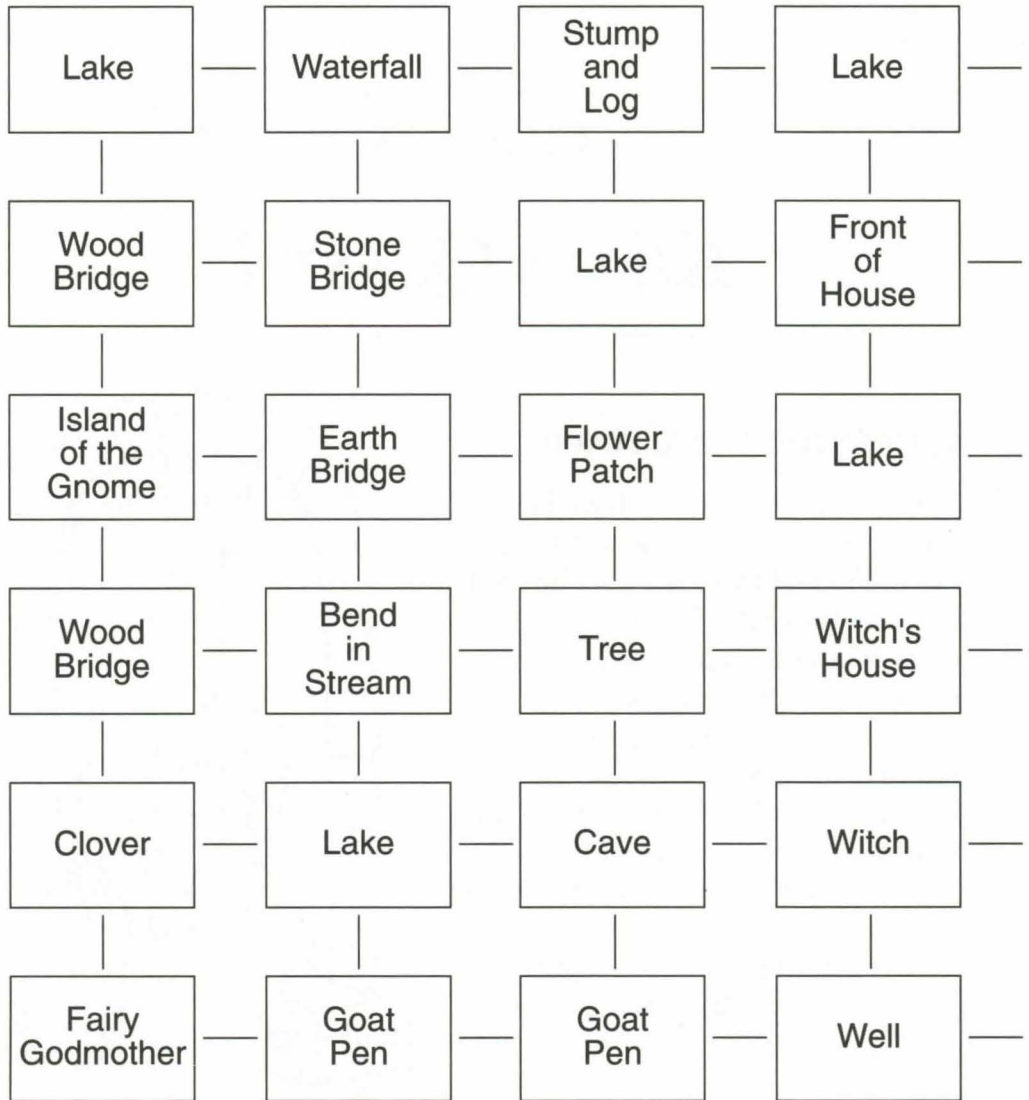 Lake
Waterfall
Stump
and
Log
Lake
Wood
Bridge
Stone
Bridge
Lake
Front
of
House
Island
of the
Gnome
Earth
Bridge
Flower
Patch
Lake
Wood
Bridge
Bend
in
Stream
Tree
Witch's
House
Clover
Lake
Cave
Witch
Fairy
Godmother
Goat
Pen
Goat
Pen
Well